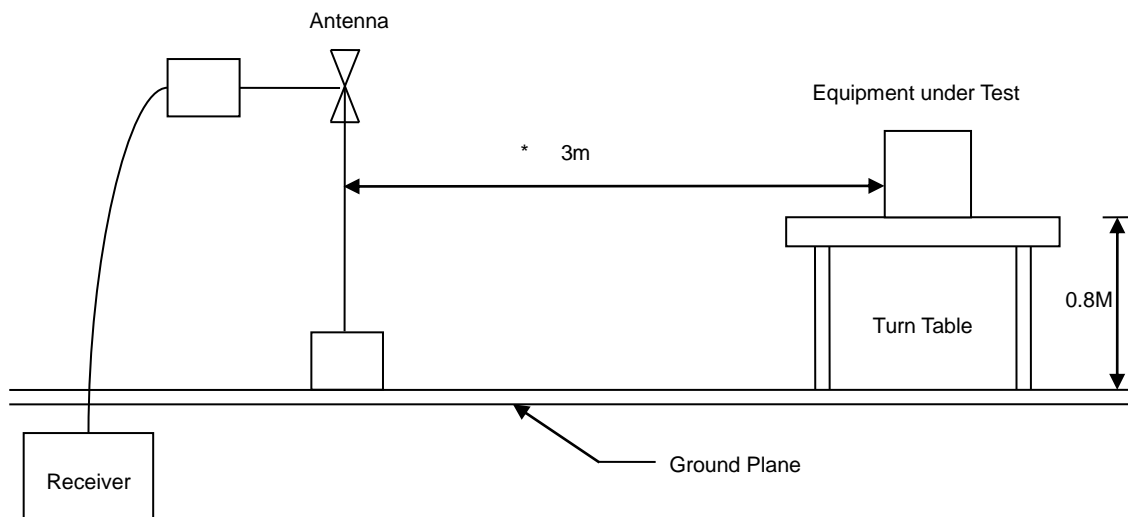 Antenna
Equipment under Test
* 3m
0.8M
Turn Table
Ground Plane
Receiver